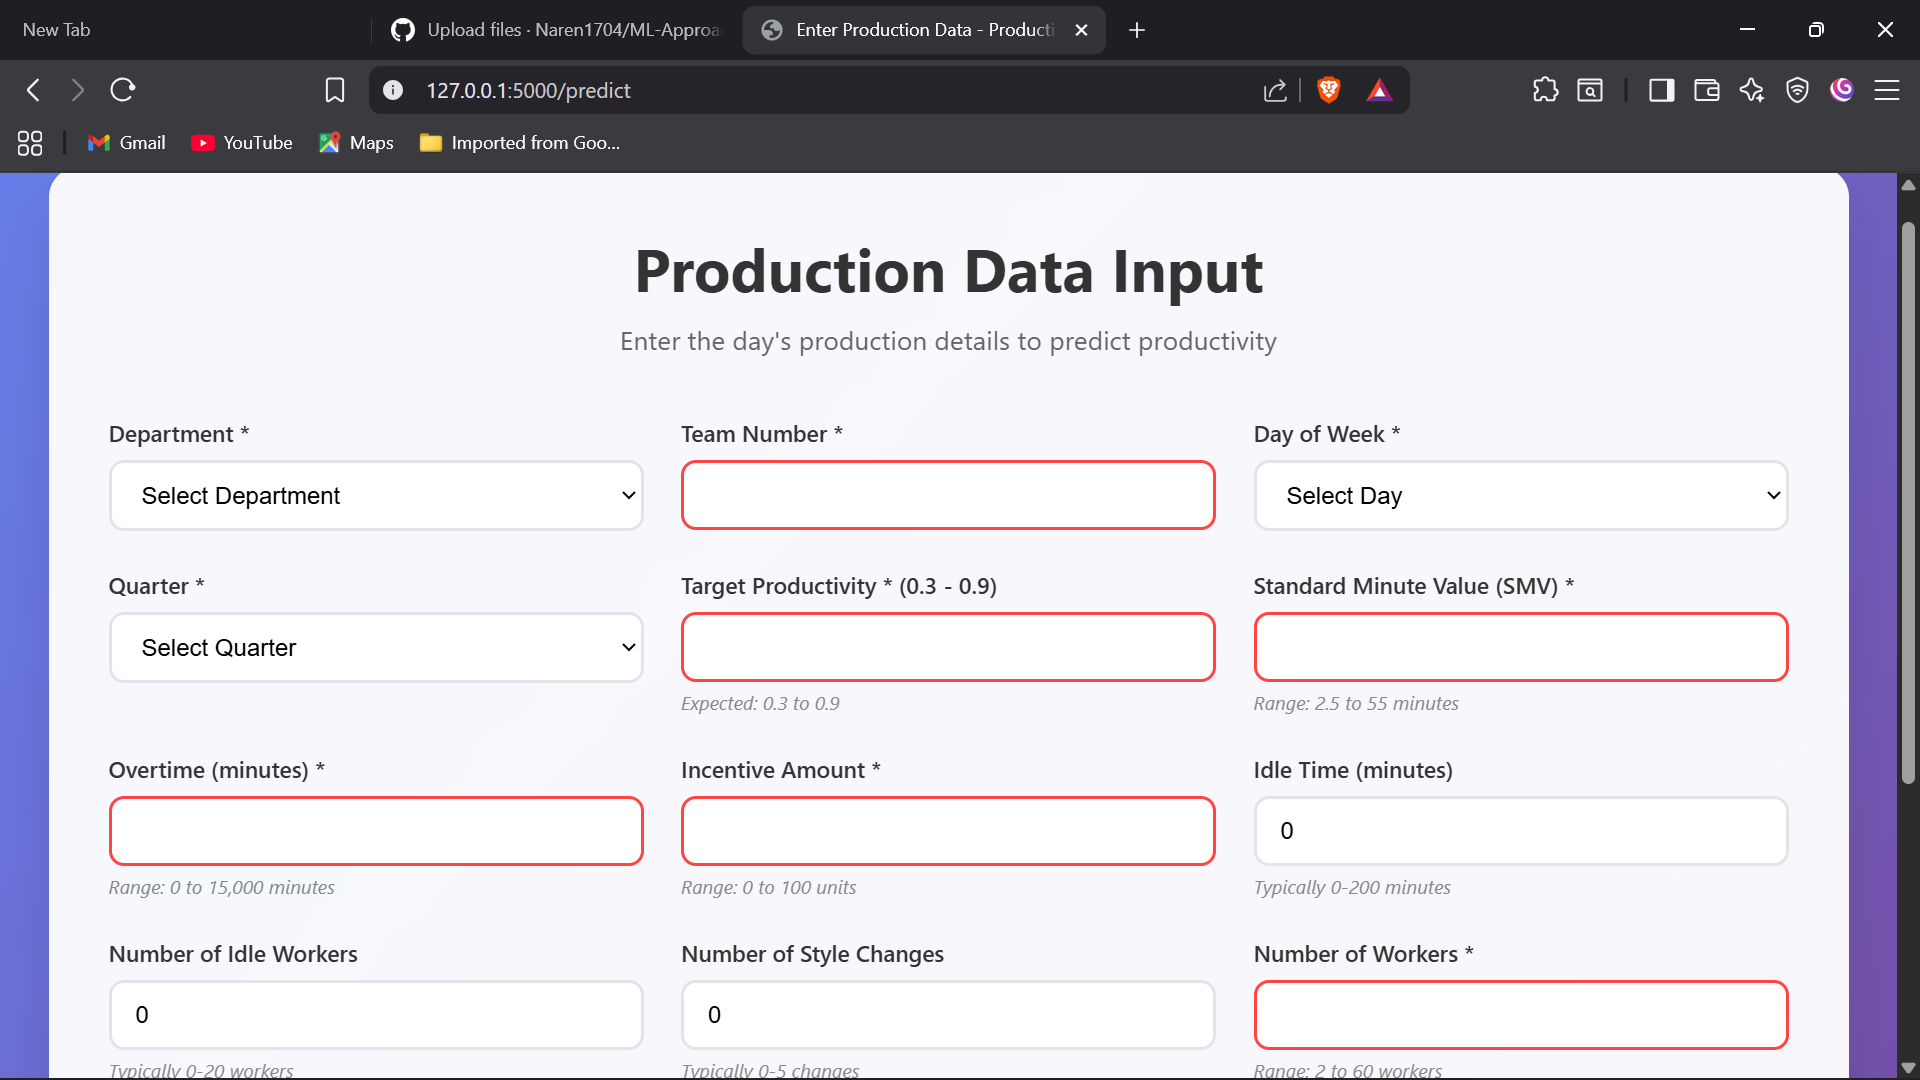 New Tab
Upload files · Naren1704/ML-Approa
Enter Production Data - Producti
127.0.0.1:5000/predict
Gmail
YouTube
Maps
Imported from Goo...
Production Data Input
Enter the day's production details to predict productivity
Department *
Team Number *
Day of Week *
Select Department
Select Day
Quarter *
Target Productivity * (0.3 - 0.9)
Standard Minute Value (SMV) *
Select Quarter
Expected: 0.3 to 0.9
Range: 2.5 to 55 minutes
Overtime (minutes) *
Incentive Amount *
Idle Time (minutes)
0
Range: 0 to 15,000 minutes
Range: 0 to 100 units
Typically 0-200 minutes
Number of Idle Workers
Number of Style Changes
Number of Workers *
0
0
Typically 0-20 workers
Typically 0-5 changes
Range: 2 to 60 workers